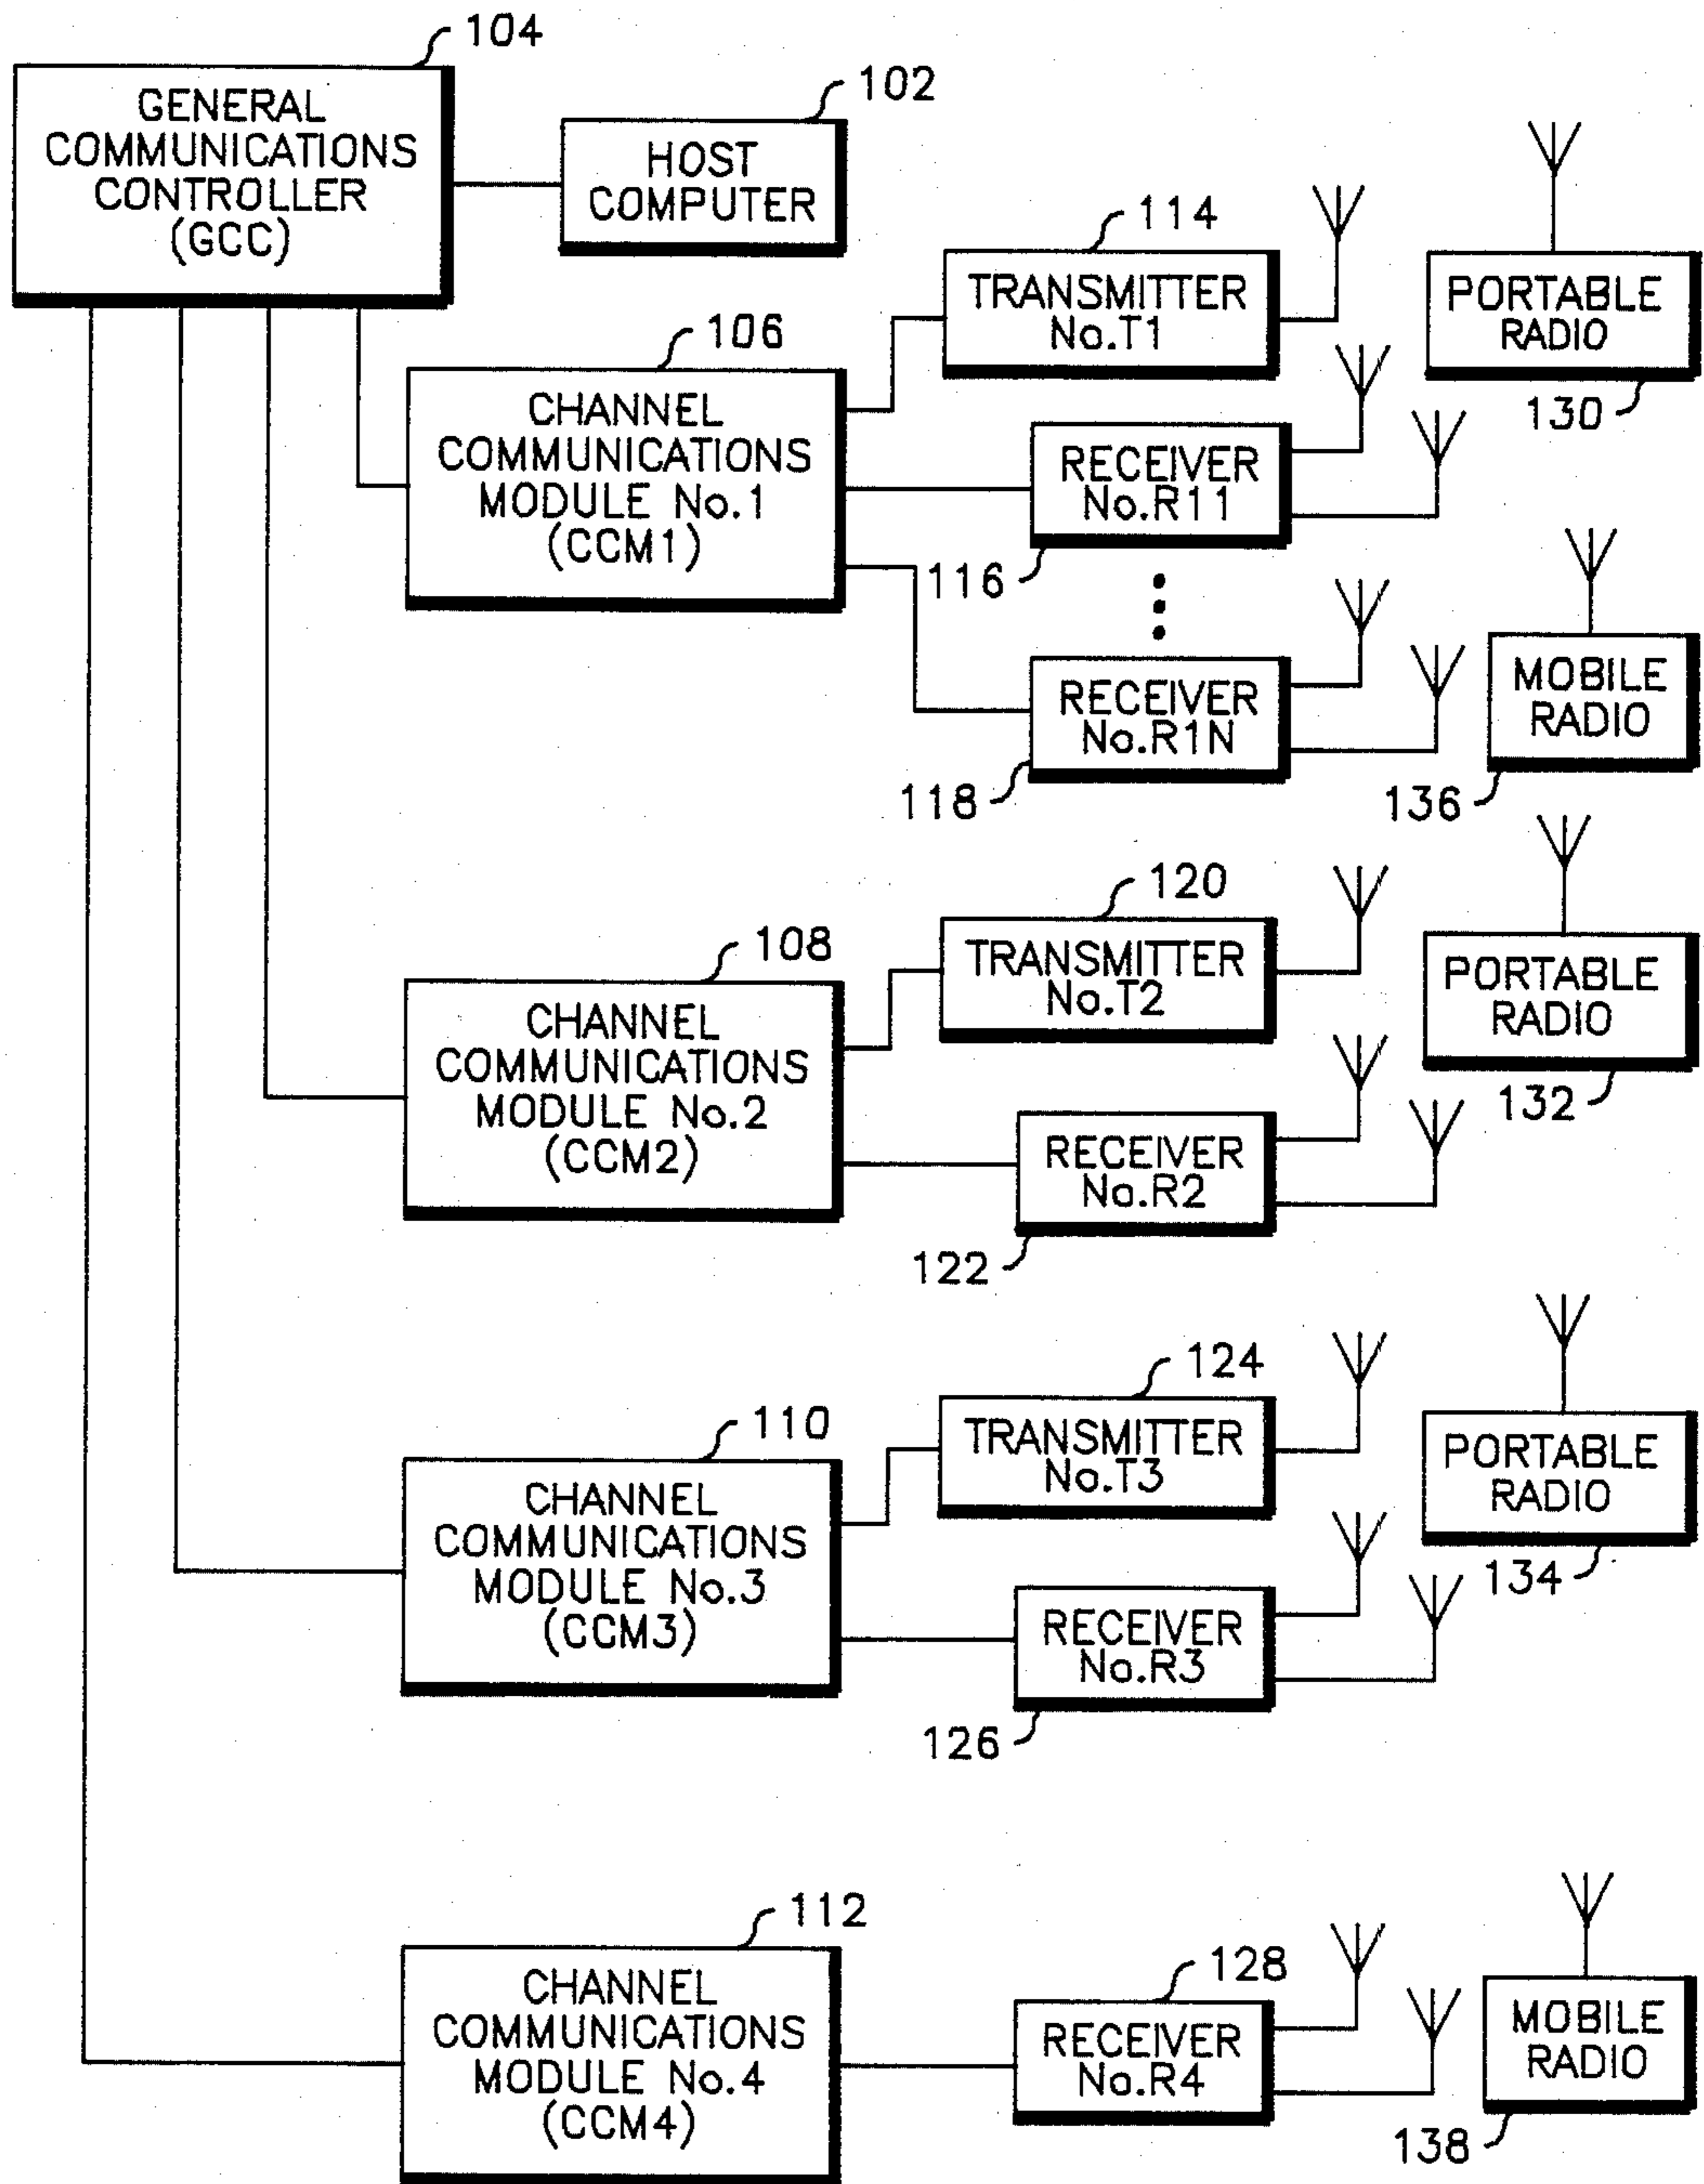 104
GENERAL
COMMUNICATIONS
CONTROLLER
(GCC)
102
HOST
COMPUTER
114
TRANSMITTER
No.T1
PORTABLE
RADIO
130
106
CHANNEL
COMMUNICATIONS
MODULE No.1
(CCM1)
RECEIVER
No.R11
116
RECEIVER
No.R1N
118
MOBILE
RADIO
136
120
TRANSMITTER
No.T2
PORTABLE
RADIO
132
108
CHANNEL
COMMUNICATIONS
MODULE No.2
(CCM2)
RECEIVER
No.R2
122
124
TRANSMITTER
No.T3
PORTABLE
RADIO
134
110
CHANNEL
COMMUNICATIONS
MODULE No.3
(CCM3)
RECEIVER
No.R3
126
112
CHANNEL
COMMUNICATIONS
MODULE No.4
(CCM4)
128
RECEIVER
No.R4
MOBILE
RADIO
138